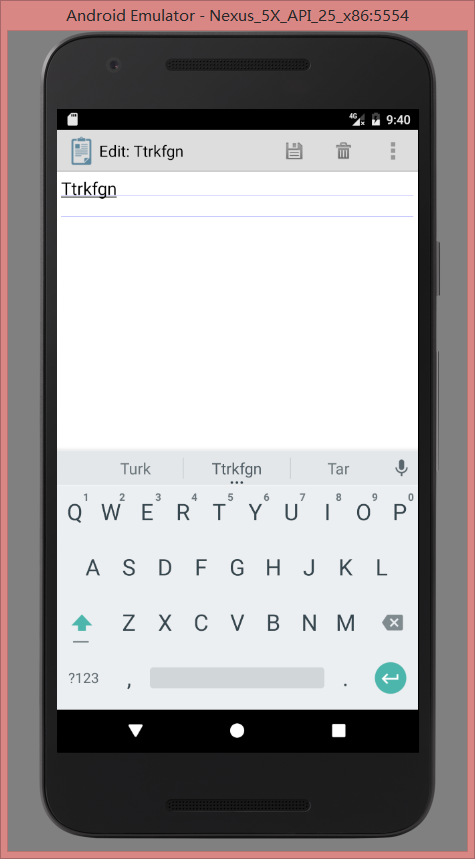 Android Emulator - Nexus_5X_API_25_x86:5554
4G 9:40
Edit: Ttrkfgn
Ttrkfgn
Turk Ttrkfgn Tar
1 2 3 4 5 6 7 8 9 0
Q W E R T Y U I O P
A S D F G H J K L
Z X C V B N M
?123 , .